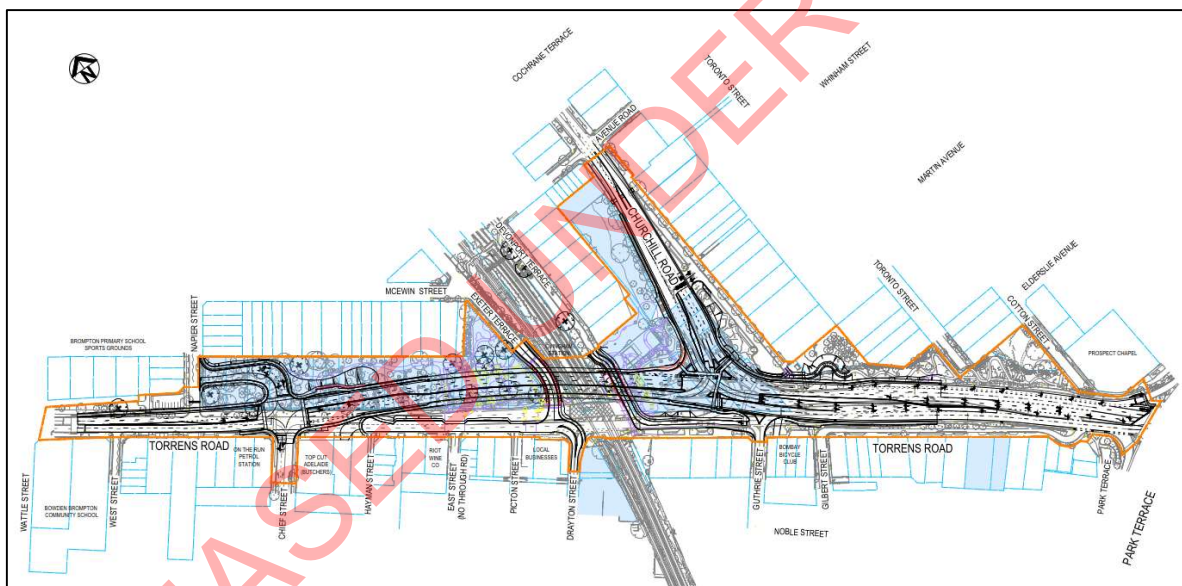 COCHRANE TERRACE
TORONTO STREET
WHINHAM STREET
AVENUE ROAD
MARTIN AVENUE
CHURCHILL ROAD
DEVONPORT TERRACE
MCEWIN STREET
EXETER TERRACE
TORONTO STREET
ELDERSLIE AVENUE
COTTON STREET
NAPIER STREET
BROMPTON PRIMARY SCHOOL
SPORTS GROUNDS
STATION
PROSPECT CHAPEL
TORRENS ROAD
ON THE RUN
PETROL
STATION
TOP CUT
ADELAIDE
(BUTCHERS)
RIOT
WINE
CO
LOCAL
BUSINESSES
BOMBAY
BICYCLE
CLUB
TORRENS ROAD
WATTLE STREET
BOWDEN BROMPTON
COMMUNITY SCHOOL
WEST STREET
CHIEF STREET
HAYMAN STREET
EAST STREET
(NO THROUGH RD)
PICTON STREET
DRAYTON STREET
GUTHRIE STREET
GILBERT STREET
NOBLE STREET
PARK TERRACE
PARK TERRACE
EASED UNDER